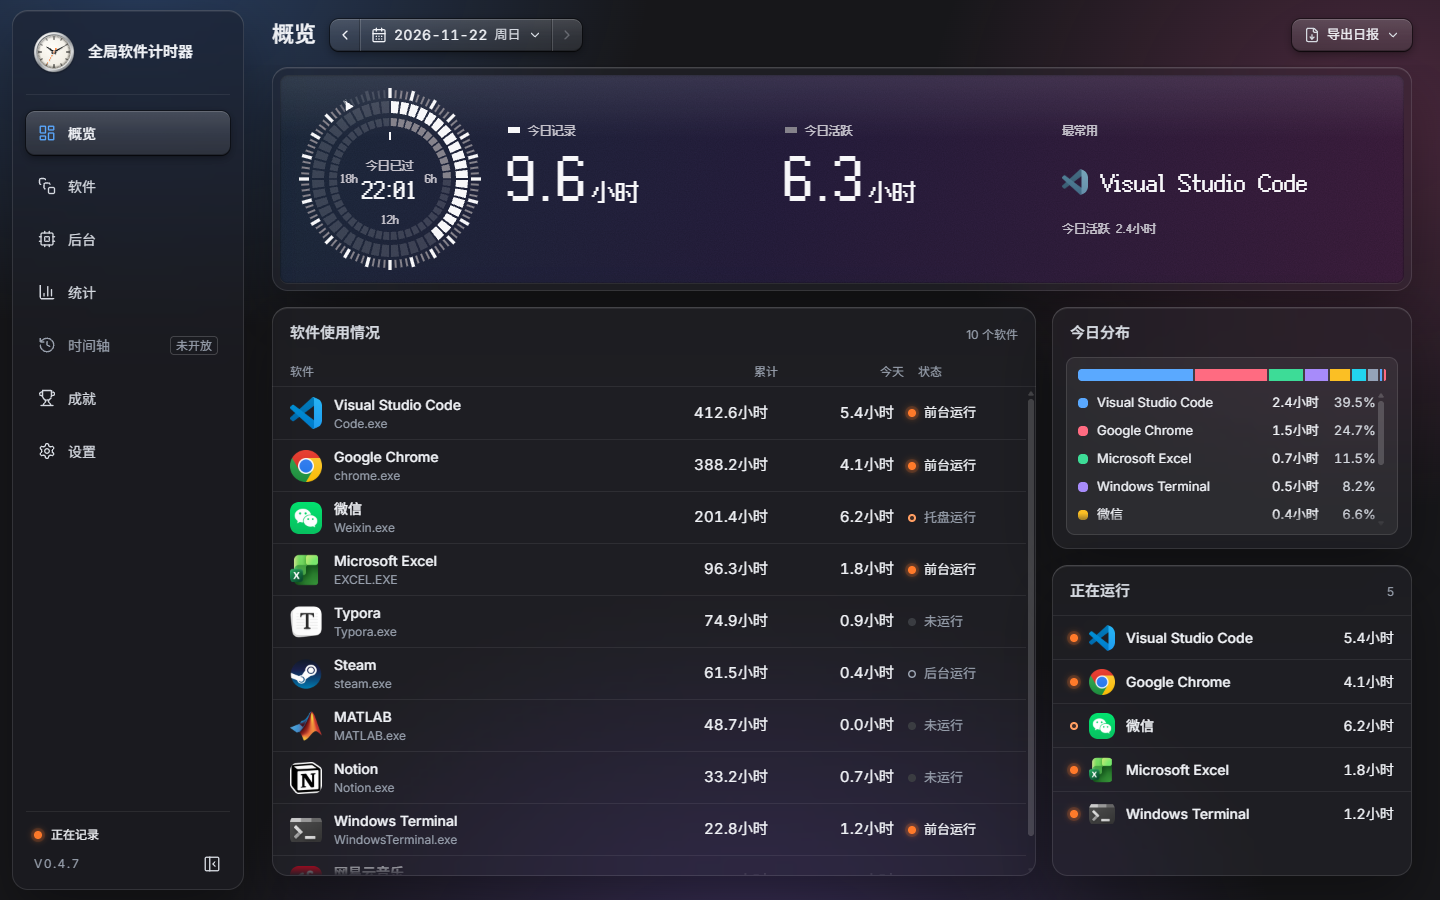 全局软件计时器
概览
软件
后台
统计
时间轴 未开放
成就
设置
正在记录
V0.4.7
概览
2026-11-22 周日
导出日报
今日已过
22:01
18h
6h
12h
今日记录
9.6小时
今日活跃
6.3小时
最常用
Visual Studio Code
今日活跃 2.4小时
软件使用情况
10 个软件
软件 累计 今天 状态
Visual Studio Code
Code.exe
412.6小时 5.4小时 前台运行
Google Chrome
chrome.exe
388.2小时 4.1小时 前台运行
微信
Weixin.exe
201.4小时 6.2小时 托盘运行
Microsoft Excel
EXCEL.EXE
96.3小时 1.8小时 前台运行
Typora
Typora.exe
74.9小时 0.9小时 未运行
Steam
steam.exe
61.5小时 0.4小时 后台运行
MATLAB
MATLAB.exe
48.7小时 0.0小时 未运行
Notion
Notion.exe
33.2小时 0.7小时 未运行
Windows Terminal
WindowsTerminal.exe
22.8小时 1.2小时 前台运行
网易云音乐
今日分布
Visual Studio Code 2.4小时 39.5%
Google Chrome 1.5小时 24.7%
Microsoft Excel 0.7小时 11.5%
Windows Terminal 0.5小时 8.2%
微信 0.4小时 6.6%
正在运行
5
Visual Studio Code 5.4小时
Google Chrome 4.1小时
微信 6.2小时
Microsoft Excel 1.8小时
Windows Terminal 1.2小时